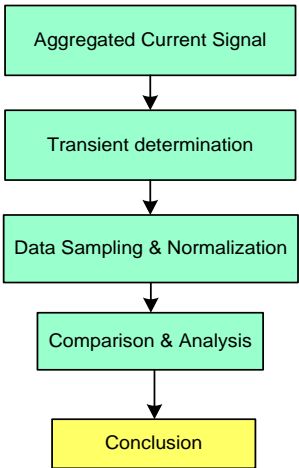 Aggregated Current Signal
Transient determination
Data Sampling & Normalization
Comparison & Analysis
Conclusion